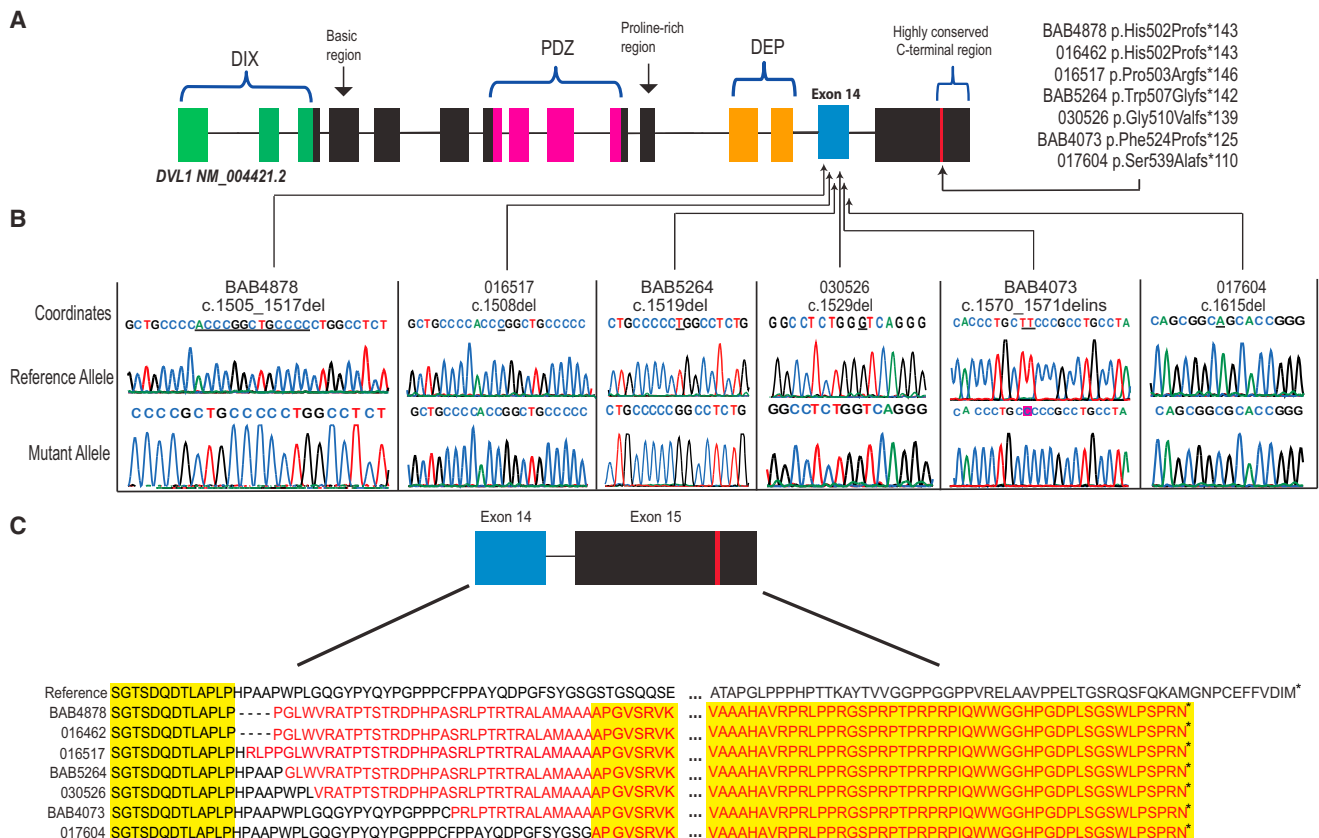 A
DIX
Basic
region
PDZ
Proline-rich
region
DEP
Exon 14
Highly conserved
C-terminal region
BAB4878 p.His502Profs*143
016462 p.His502Profs*143
016517 p.Pro503Argfs*146
BAB5264 p.Trp507Glyfs*142
030526 p.Gly510Valfs*139
BAB4073 p.Phe524Profs*125
017604 p.Ser539Alafs*110
DVL1 NM_004421.2
B
Coordinates
Reference Allele
Mutant Allele
BAB4878
c.1505_1517del
GCTGCCCCACCCGGCTGCCCCCTGGCCTCT
CCCCGCTGCCCCCTGGCCTCT
016517
c.1508del
GCTGCCCCACCCGGCTGCCCCC
GCTGCCCCACCGGCTGCCCCC
BAB5264
c.1519del
CTGCCCCCTGGCCTCTG
CTGCCCCCGGCCTCTG
030526
c.1529del
GGCCTCTGGGTCAGGG
GGCCTCTGGTCAGGG
BAB4073
c.1570_1571delins
CACCCTGCTTCCCGCCTGCCTA
CACCCTGC CCCGCCTGCCTA
017604
c.1615del
CAGCGGCAGCACCGGG
CAGCGGCGCACCGGG
C
Exon 14
Exon 15
Reference SGTSDQDTLAPLPHPAAPWPLGQGYPYQYPGPPPCFPPAYQDPGFSYGSGSTGSQQSE ... ATAPGLPPPHPTTKAYTVVGGPPGGPPVRELAAVPPELTGSRQSFQKAMGNPCEFFVDIM*
BAB4878 SGTSDQDTLAPLP----PGLWVRATPTSTRDPHPASRLPTRTRALAMAAAAPGVSRVK ... VAAAHAVRPRLPPRGSPRPTPRPRPIQWWGGHPGDPLSGSWLPSPRN*
016462 SGTSDQDTLAPLP----PGLWVRATPTSTRDPHPASRLPTRTRALAMAAAAPGVSRVK ... VAAAHAVRPRLPPRGSPRPTPRPRPIQWWGGHPGDPLSGSWLPSPRN*
016517 SGTSDQDTLAPLPHRLPPGLWVRATPTSTRDPHPASRLPTRTRALAMAAAAPGVSRVK ... VAAAHAVRPRLPPRGSPRPTPRPRPIQWWGGHPGDPLSGSWLPSPRN*
BAB5264 SGTSDQDTLAPLPHPAAPGLWVRATPTSTRDPHPASRLPTRTRALAMAAAAPGVSRVK ... VAAAHAVRPRLPPRGSPRPTPRPRPIQWWGGHPGDPLSGSWLPSPRN*
030526 SGTSDQDTLAPLPHPAAPWPLVRATPTSTRDPHPASRLPTRTRALAMAAAAPGVSRVK ... VAAAHAVRPRLPPRGSPRPTPRPRPIQWWGGHPGDPLSGSWLPSPRN*
BAB4073 SGTSDQDTLAPLPHPAAPWPLGQGYPYQYPGPPPCPRLPTRTRALAMAAAAPGVSRVK ... VAAAHAVRPRLPPRGSPRPTPRPRPIQWWGGHPGDPLSGSWLPSPRN*
017604 SGTSDQDTLAPLPHPAAPWPLGQGYPYQYPGPPPCFPPAYQDPGFSYGSGAPGVSRVK ... VAAAHAVRPRLPPRGSPRPTPRPRPIQWWGGHPGDPLSGSWLPSPRN*